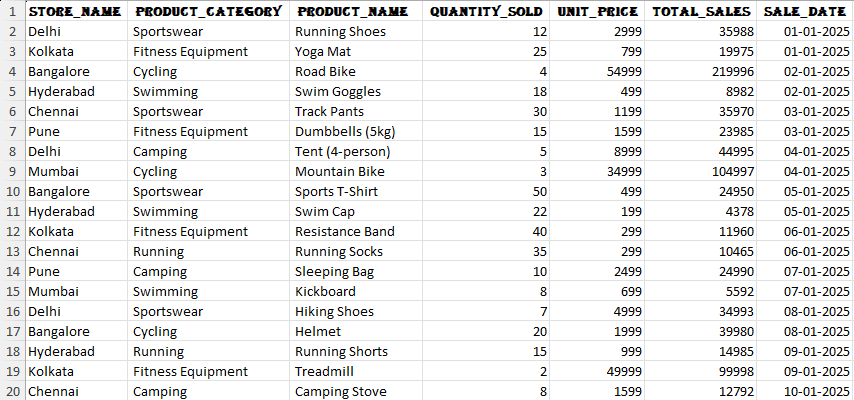 1 STORE_NAME PRODUCT_CATEGORY PRODUCT_NAME QUANTITY_SOLD UNIT_PRICE TOTAL_SALES SALE_DATE
2 Delhi Sportswear Running Shoes 12 2999 35988 01-01-2025
3 Kolkata Fitness Equipment Yoga Mat 25 799 19975 01-01-2025
4 Bangalore Cycling Road Bike 4 54999 219996 02-01-2025
5 Hyderabad Swimming Swim Goggles 18 499 8982 02-01-2025
6 Chennai Sportswear Track Pants 30 1199 35970 03-01-2025
7 Pune Fitness Equipment Dumbbells (5kg) 15 1599 23985 03-01-2025
8 Delhi Camping Tent (4-person) 5 8999 44995 04-01-2025
9 Mumbai Cycling Mountain Bike 3 34999 104997 04-01-2025
10 Bangalore Sportswear Sports T-Shirt 50 499 24950 05-01-2025
11 Hyderabad Swimming Swim Cap 22 199 4378 05-01-2025
12 Kolkata Fitness Equipment Resistance Band 40 299 11960 06-01-2025
13 Chennai Running Running Socks 35 299 10465 06-01-2025
14 Pune Camping Sleeping Bag 10 2499 24990 07-01-2025
15 Mumbai Swimming Kickboard 8 699 5592 07-01-2025
16 Delhi Sportswear Hiking Shoes 7 4999 34993 08-01-2025
17 Bangalore Cycling Helmet 20 1999 39980 08-01-2025
18 Hyderabad Running Running Shorts 15 999 14985 09-01-2025
19 Kolkata Fitness Equipment Treadmill 2 49999 99998 09-01-2025
20 Chennai Camping Camping Stove 8 1599 12792 10-01-2025